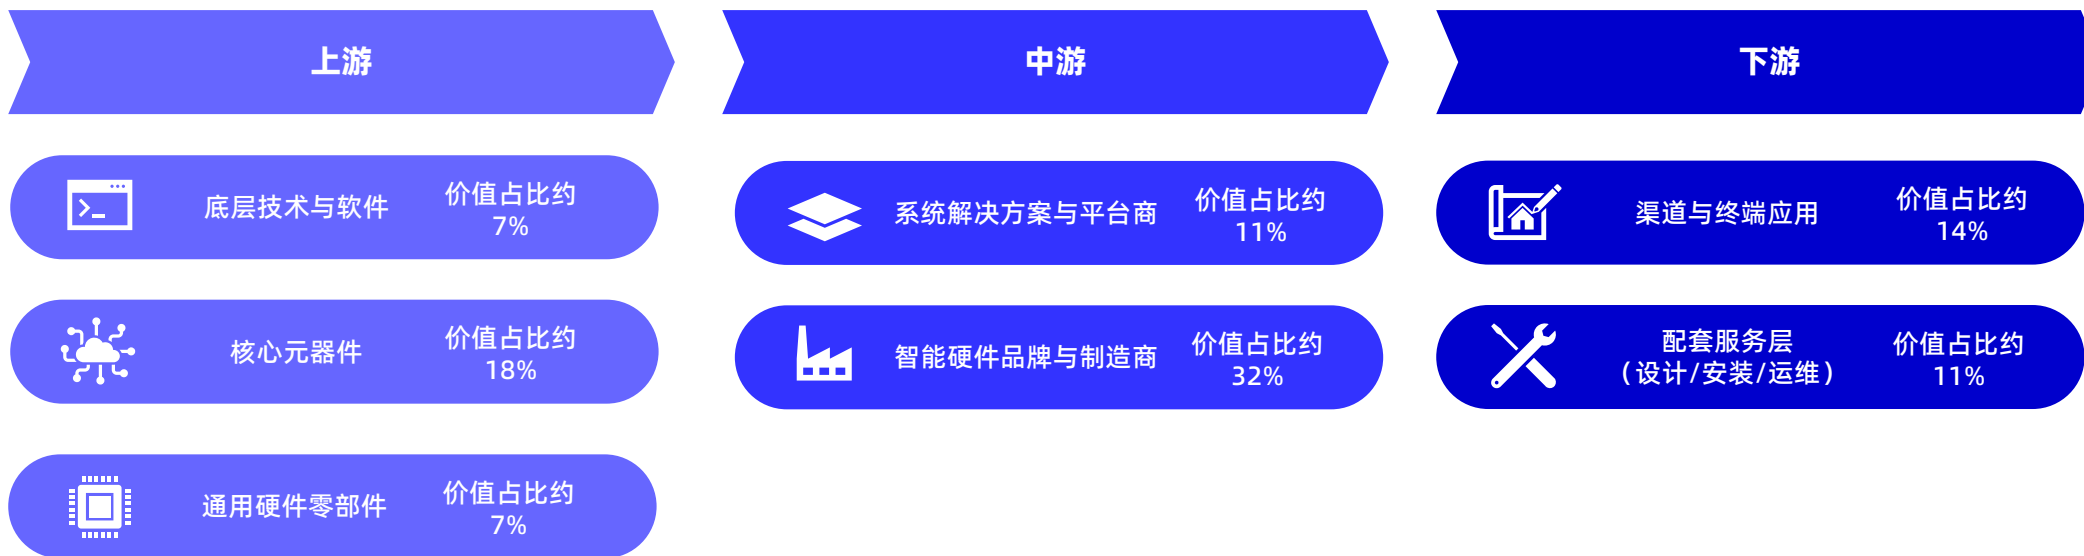 上游
底层技术与软件
价值占比约
7%
核心元器件
价值占比约
18%
通用硬件零部件
价值占比约
7%
中游
系统解决方案与平台商
价值占比约
11%
智能硬件品牌与制造商
价值占比约
32%
下游
渠道与终端应用
价值占比约
14%
配套服务层
(设计/安装/运维)
价值占比约
11%